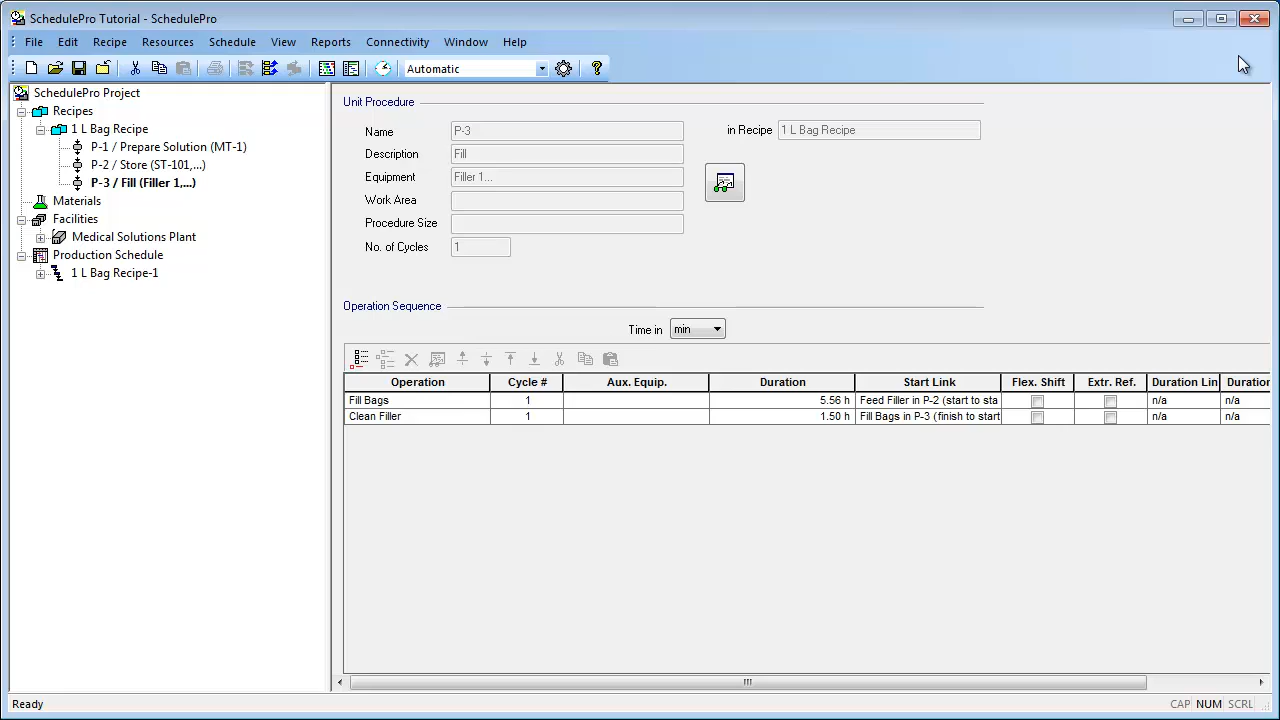 SchedulePro Tutorial - SchedulePro
File Edit Recipe Resources Schedule View Reports Connectivity Window Help
Automatic
SchedulePro Project
Recipes
1 L Bag Recipe
P-1 / Prepare Solution (MT-1)
P-2 / Store (ST-101,...)
P-3 / Fill (Filler 1,...)
Materials
Facilities
Medical Solutions Plant
Production Schedule
1 L Bag Recipe-1
Unit Procedure
Name P-3 in Recipe 1 L Bag Recipe
Description Fill
Equipment Filler 1...
Work Area
Procedure Size
No. of Cycles 1
Operation Sequence
Time in min
Operation Cycle # Aux. Equip. Duration Start Link Flex. Shift Extr. Ref. Duration Lin Duration
Fill Bags 1 5.56 h Feed Filler in P-2 (start to sta n/a n/a
Clean Filler 1 1.50 h Fill Bags in P-3 (finish to start n/a n/a
Ready CAP NUM SCRL